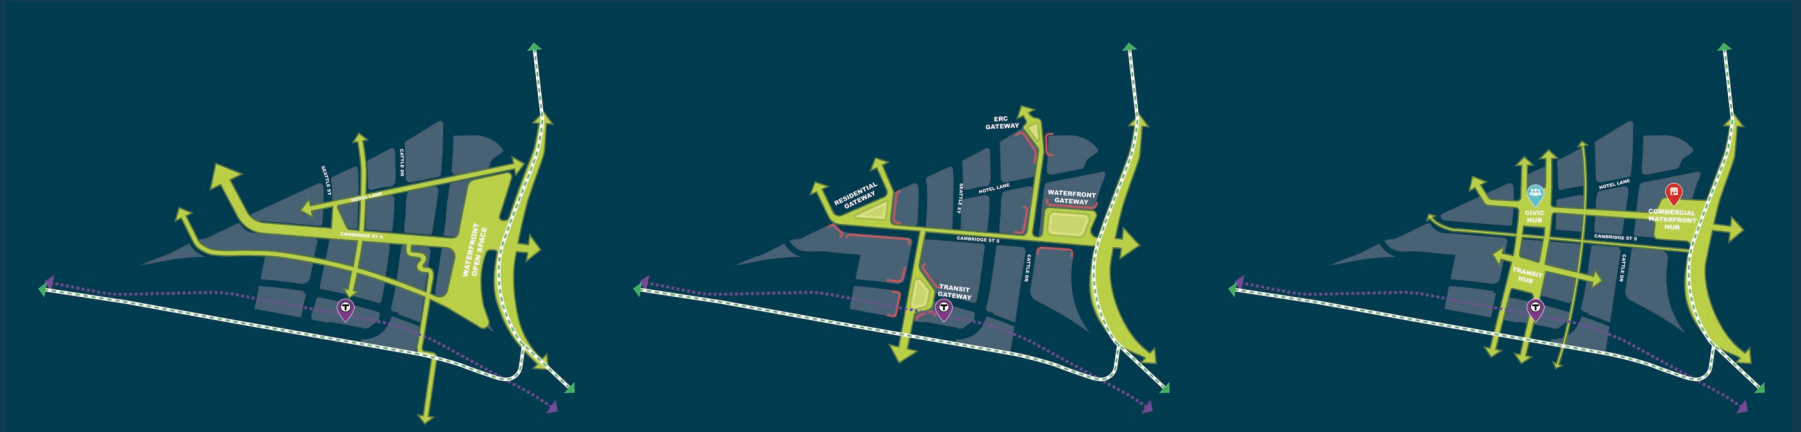 SEATTLE ST
CATTLE DR
HOTEL LANE
CAMBRIDGE ST S
WATERFRONT
OPEN SPACE
T
ERC
GATEWAY
RESIDENTIAL
GATEWAY
SEATTLE ST
HOTEL LANE
WATERFRONT
GATEWAY
CAMBRIDGE ST S
CATTLE DR
TRANSIT
GATEWAY
T
HOTEL LANE
CIVIC
HUB
COMMERCIAL
WATERFRONT
HUB
CAMBRIDGE ST S
CATTLE DR
TRANSIT
HUB
T